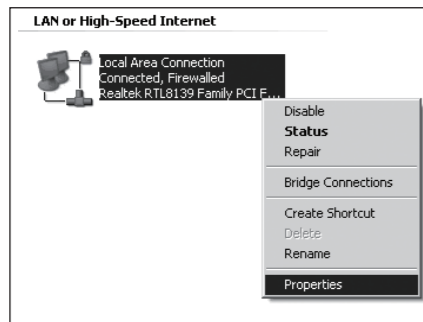 LAN or High-Speed Internet
Local Area Connection
Connected, Firewalled
Realtek RTL8139 Family PCI F...
Disable
Status
Repair
Bridge Connections
Create Shortcut
Delete
Rename
Properties